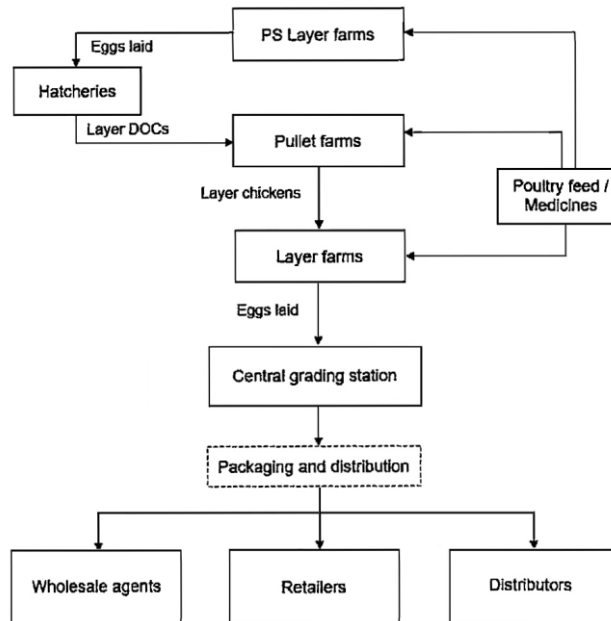 PS Layer farms
Eggs laid
Hatcheries
Layer DOCs
Pullet farms
Poultry feed /
Medicines
Layer chickens
Layer farms
Eggs laid
Central grading station
Packaging and distribution
Wholesale agents
Retailers
Distributors